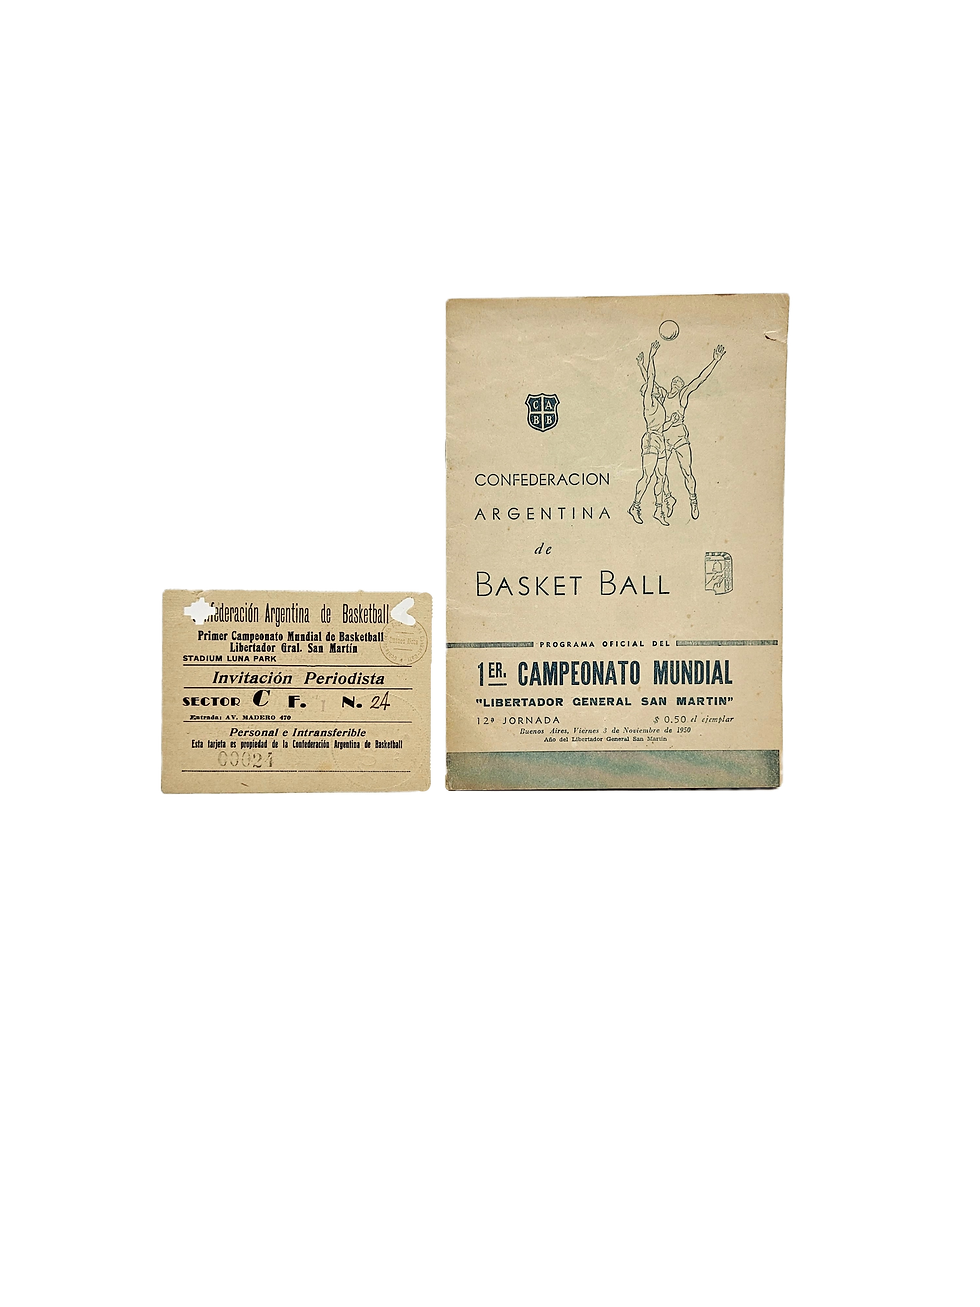 Confederación Argentina de Basketball
Primer Campeonato Mundial de Basketball
Libertador Gral. San Martín
STADIUM LUNA PARK
Invitación Periodista
SECTOR C F. 1 N. 24
Entrada: AV. MADERO 470
Personal e Intransferible
Esta tarjeta es propiedad de la Confederación Argentina de Basketball
00024
C A
B B
CONFEDERACION
ARGENTINA
de
BASKET BALL
PROGRAMA OFICIAL DEL
1ER. CAMPEONATO MUNDIAL
"LIBERTADOR GENERAL SAN MARTIN"
12ª JORNADA $ 0.50 el ejemplar
Buenos Aires, Viernes 3 de Noviembre de 1950
Año del Libertador General San Martín